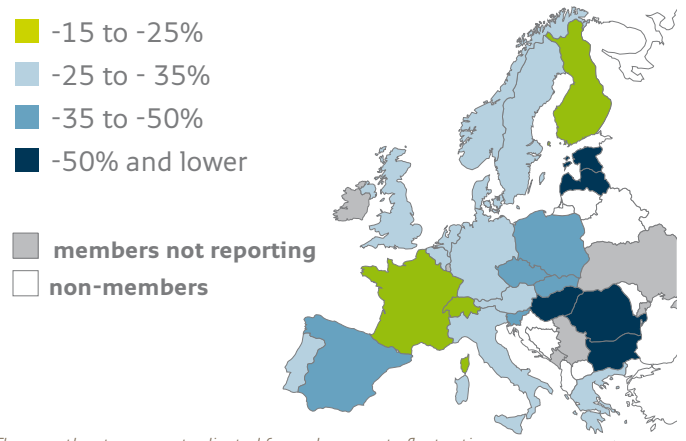 -15 to -25%
-25 to - 35%
-35 to -50%
-50% and lower
members not reporting
non-members